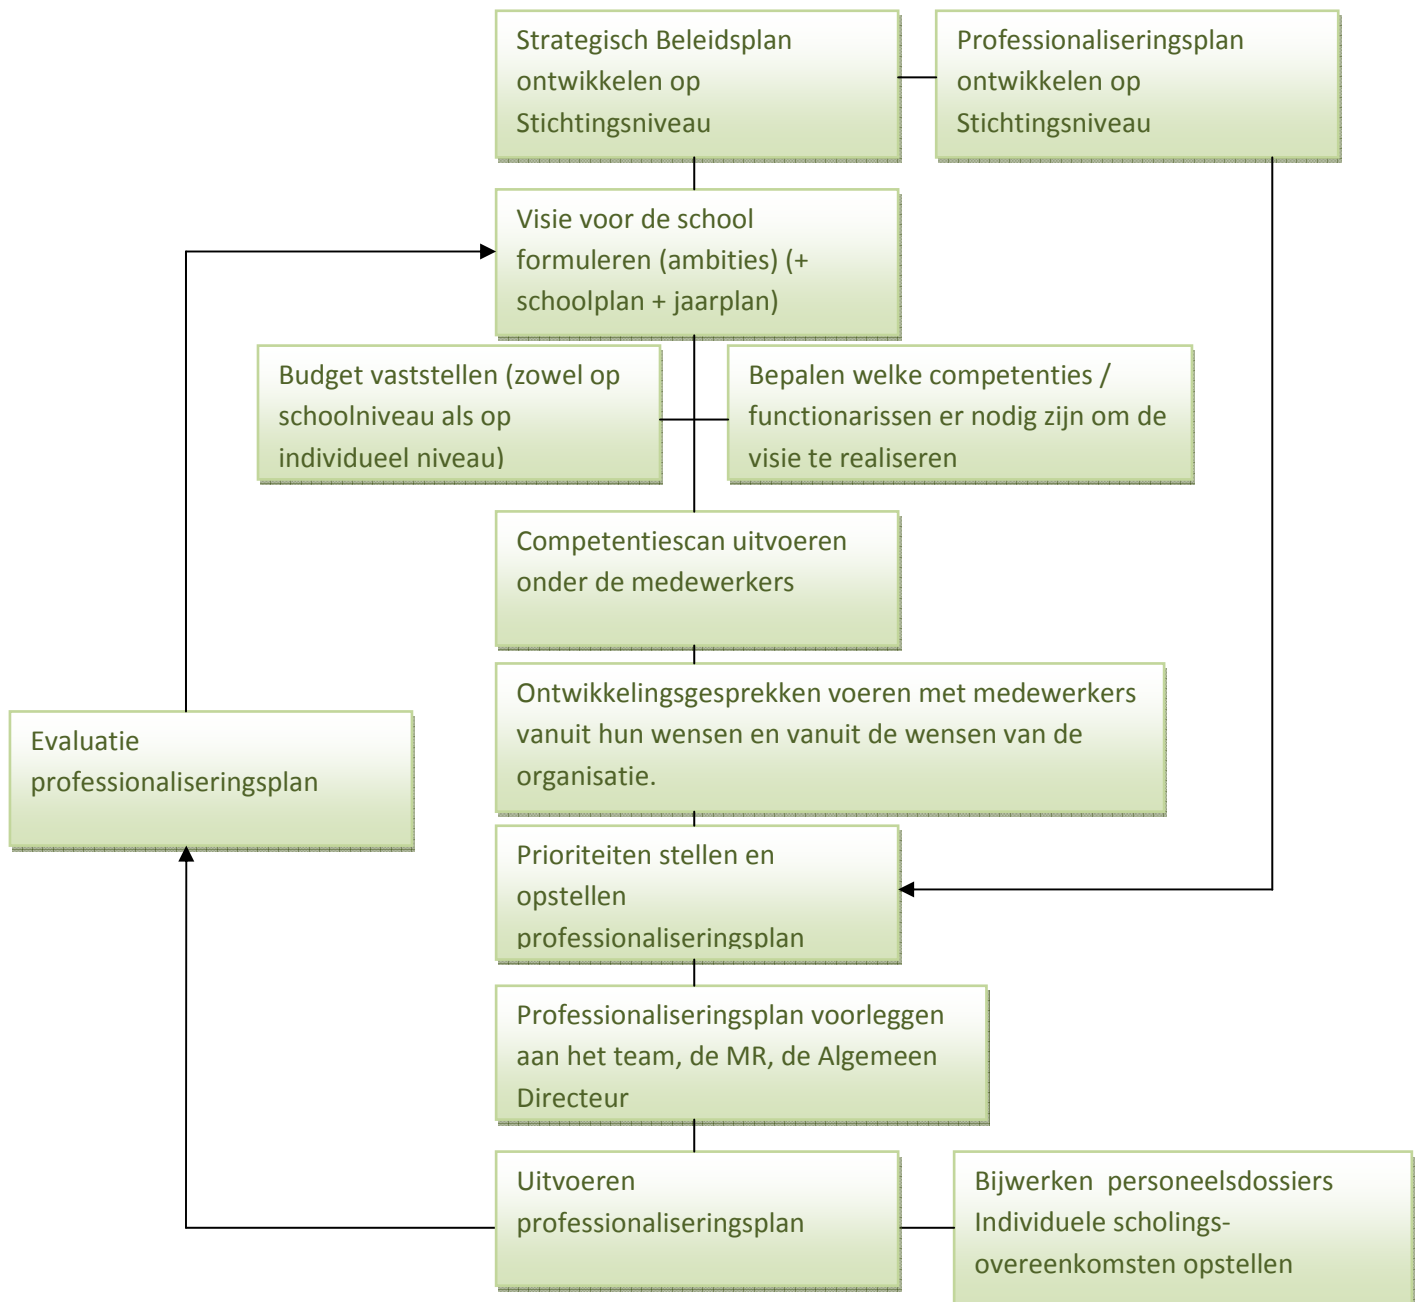 Strategisch Beleidsplan
ontwikkelen op
Stichtingsniveau
Professionaliseringsplan
ontwikkelen op
Stichtingsniveau
Visie voor de school
formuleren (ambities) (+
schoolplan + jaarplan)
Budget vaststellen (zowel op
schoolniveau als op
individueel niveau)
Bepalen welke competenties /
functionarissen er nodig zijn om de
visie te realiseren
Competentiescan uitvoeren
onder de medewerkers
Ontwikkelingsgesprekken voeren met medewerkers
vanuit hun wensen en vanuit de wensen van de
organisatie.
Evaluatie
professionaliseringsplan
Prioriteiten stellen en
opstellen
professionaliseringsplan
Professionaliseringsplan voorleggen
aan het team, de MR, de Algemeen
Directeur
Uitvoeren
professionaliseringsplan
Bijwerken  personeelsdossiers
Individuele scholings-
overeenkomsten opstellen